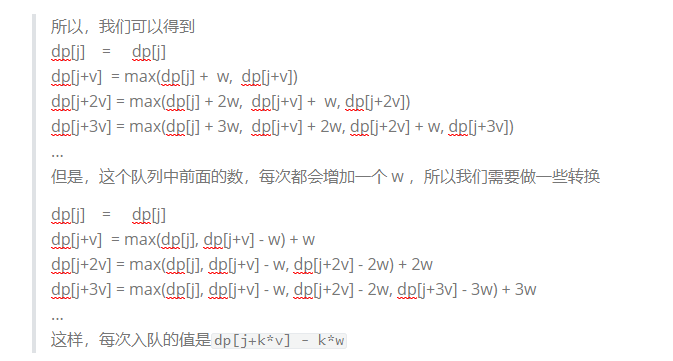 所以，我们可以得到
dp[j] = dp[j]
dp[j+v] = max(dp[j] + w, dp[j+v])
dp[j+2v] = max(dp[j] + 2w, dp[j+v] + w, dp[j+2v])
dp[j+3v] = max(dp[j] + 3w, dp[j+v] + 2w, dp[j+2v] + w, dp[j+3v])
...
但是，这个队列中前面的数，每次都会增加一个 w ，所以我们需要做一些转换
dp[j] = dp[j]
dp[j+v] = max(dp[j], dp[j+v] - w) + w
dp[j+2v] = max(dp[j], dp[j+v] - w, dp[j+2v] - 2w) + 2w
dp[j+3v] = max(dp[j], dp[j+v] - w, dp[j+2v] - 2w, dp[j+3v] - 3w) + 3w
...
这样，每次入队的值是dp[j+k*v] - k*w